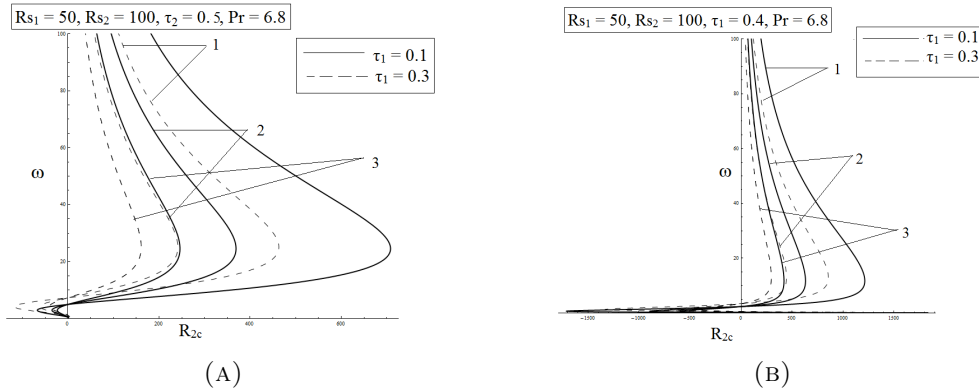 Rs₁ = 50, Rs₂ = 100, τ₂ = 0.5, Pr = 6.8
τ₁ = 0.1
τ₁ = 0.3
100
80
60
40
20
0
200
400
600
1
2
3
ω
R₂c
(A)
Rs₁ = 50, Rs₂ = 100, τ₁ = 0.4, Pr = 6.8
τ₁ = 0.1
τ₁ = 0.3
100
80
60
40
20
-1500
-1000
-500
0
500
1000
1500
1
2
3
ω
R₂c
(B)